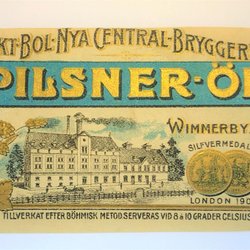 KT-BOL-NYA CENTRAL-BRYGGER
PILSNER-ÖL
WIMMERBY
SILFVERMEDAL
LONDON 190
TILLVERKAT EFTER BÖHMISK METOD. SERVERAS VID 8 à 10 GRADER CELSIUS